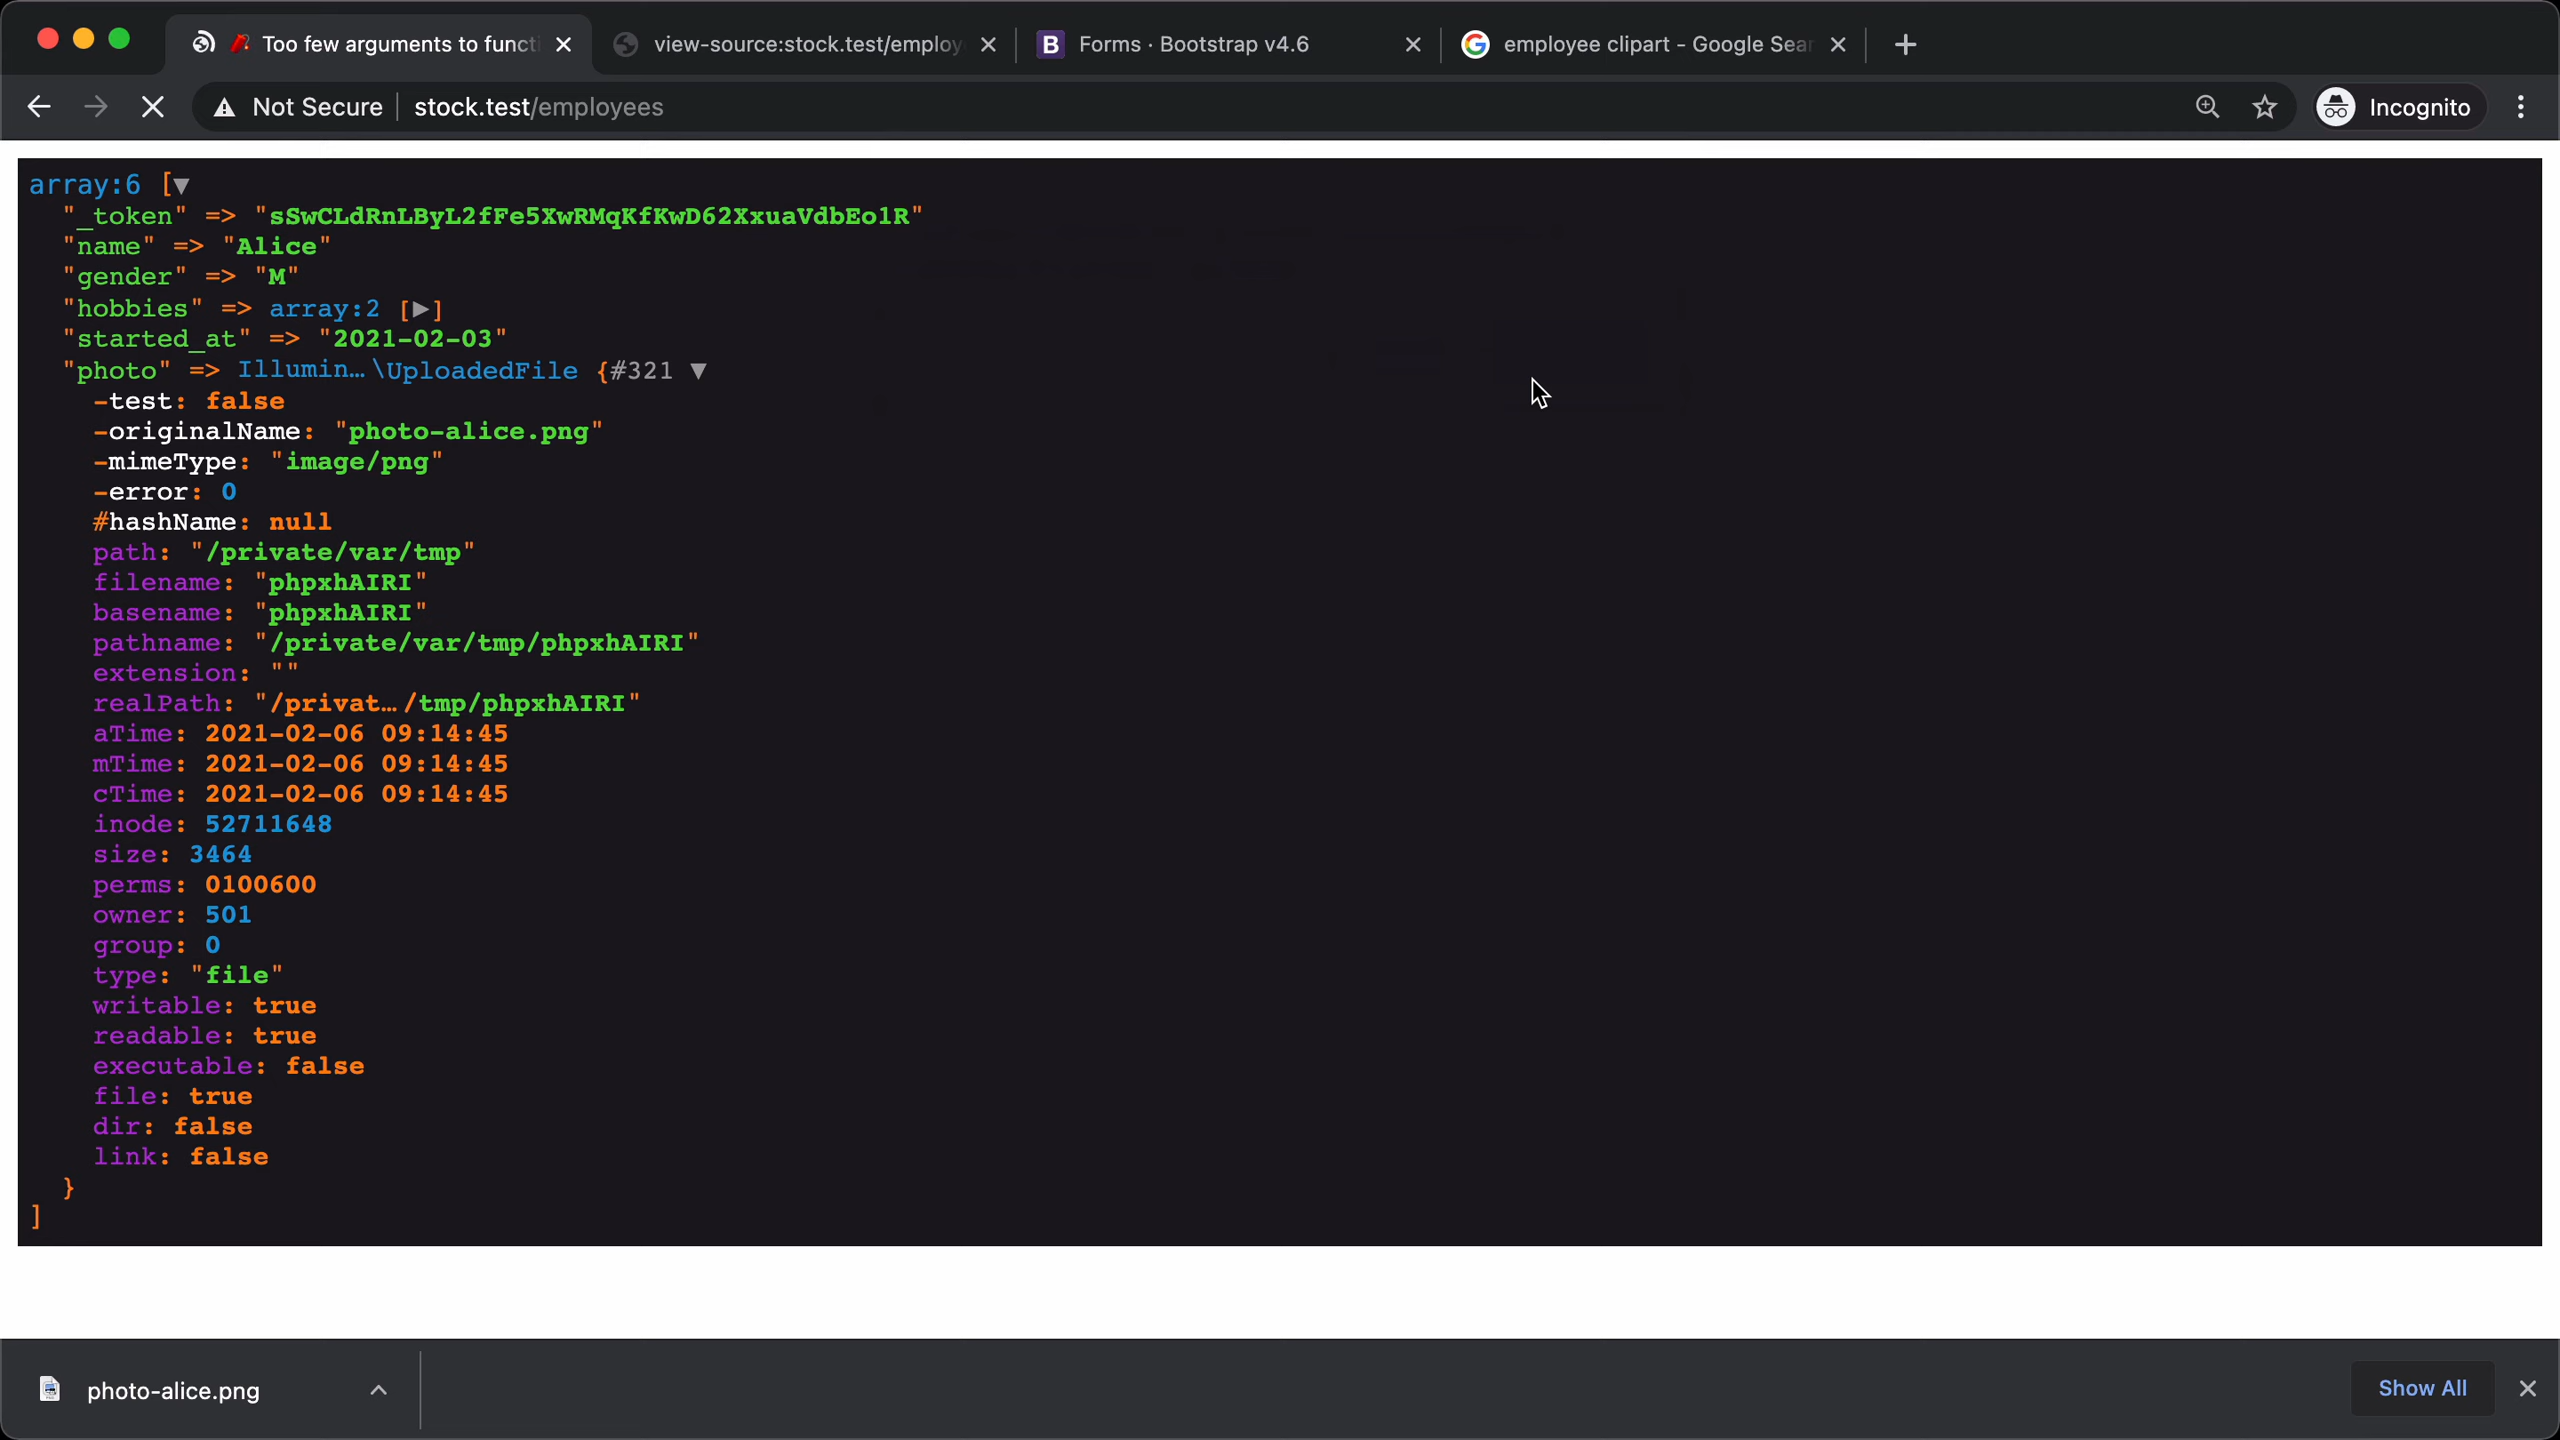 Too few arguments to functi
view-source:stock.test/employ
Forms · Bootstrap v4.6
employee clipart - Google Sear
Not Secure
stock.test/employees
Incognito
array:6 [▼
"_token" => "sSwCLdRnLByL2fFe5XwRMqKfKwD62XxuaVdbEo1R"
"name" => "Alice"
"gender" => "M"
"hobbies" => array:2 [▶]
"started_at" => "2021-02-03"
"photo" => Illumin…\UploadedFile {#321 ▼
-test: false
-originalName: "photo-alice.png"
-mimeType: "image/png"
-error: 0
#hashName: null
path: "/private/var/tmp"
filename: "phpxhAIRI"
basename: "phpxhAIRI"
pathname: "/private/var/tmp/phpxhAIRI"
extension: ""
realPath: "/privat…/tmp/phpxhAIRI"
aTime: 2021-02-06 09:14:45
mTime: 2021-02-06 09:14:45
cTime: 2021-02-06 09:14:45
inode: 52711648
size: 3464
perms: 0100600
owner: 501
group: 0
type: "file"
writable: true
readable: true
executable: false
file: true
dir: false
link: false
}
]
photo-alice.png
Show All